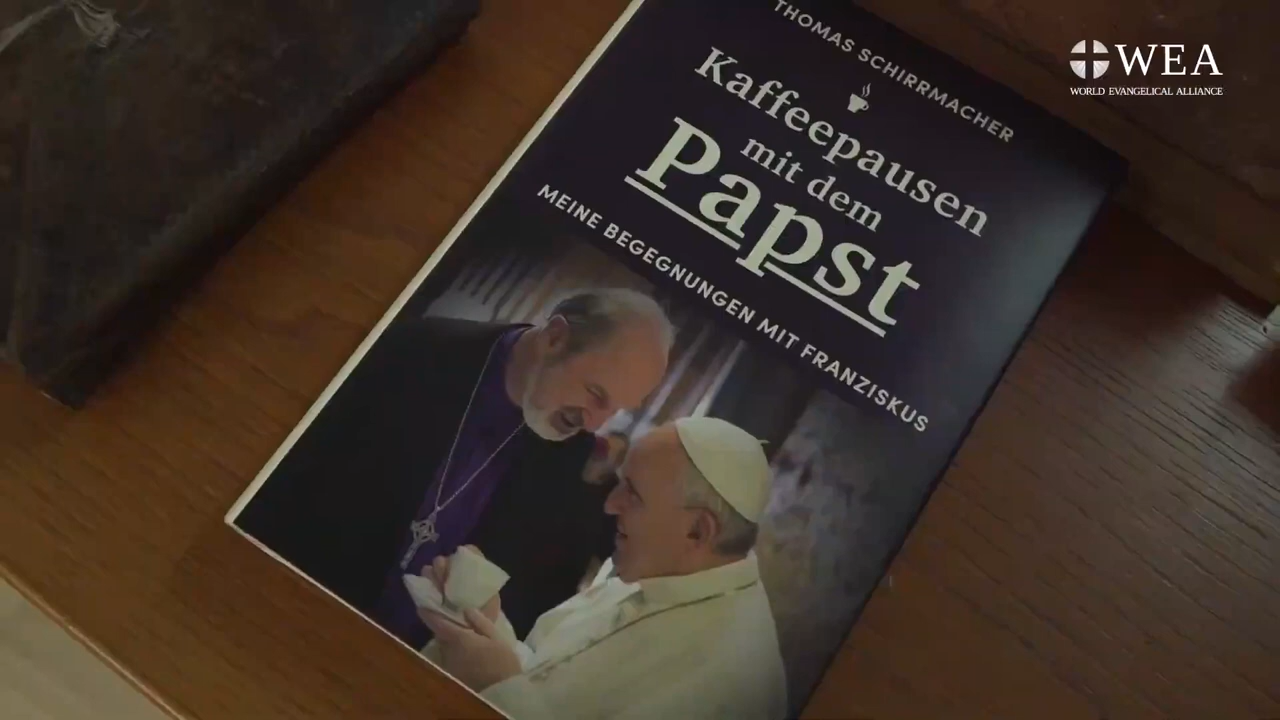 THOMAS SCHIRRMACHER
Kaffeepausen
mit dem
Papst
MEINE BEGEGNUNGEN MIT FRANZISKUS
WEA
WORLD EVANGELICAL ALLIANCE